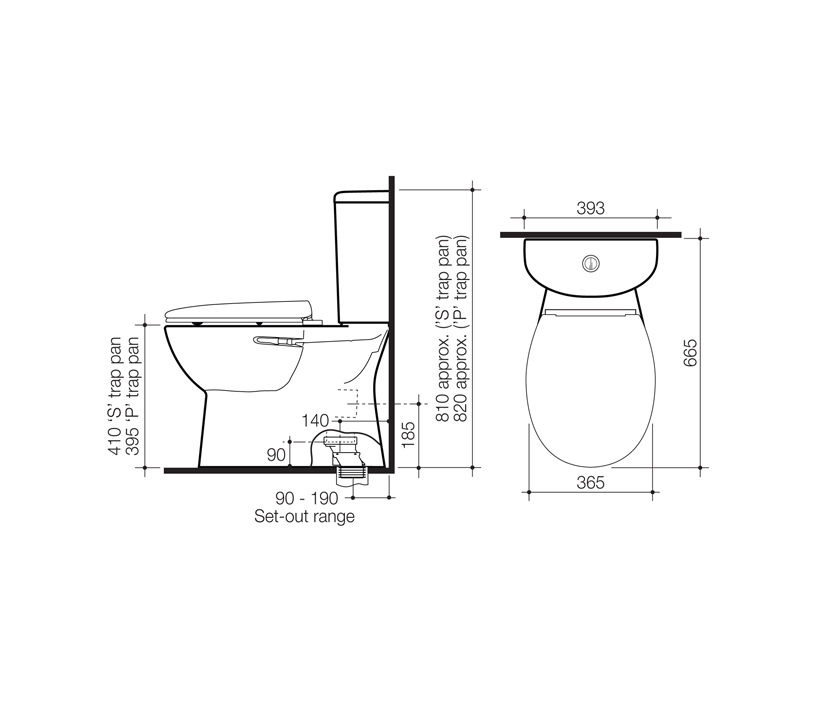 393
810 approx. ('S' trap pan)
820 approx. ('P' trap pan)
665
410 'S' trap pan
395 'P' trap pan
140
185
90
365
90 - 190
Set-out range